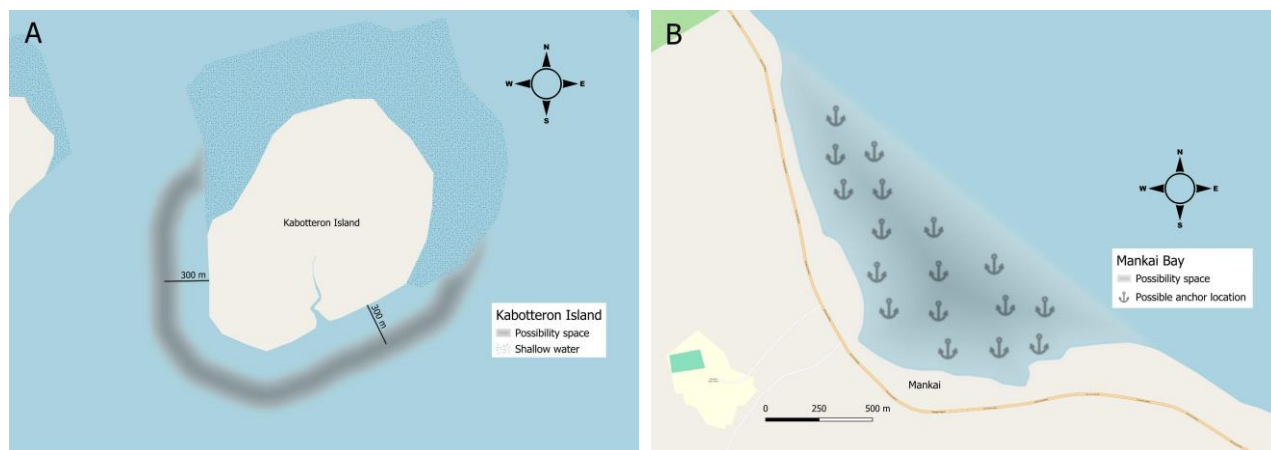 A
N
W
E
S
Kabotteron Island
300 m
300 m
Kabotteron Island
Possibility space
Shallow water
B
N
W
E
S
Mankai Bay
Possibility space
Possible anchor location
Mankai
0
250
500 m